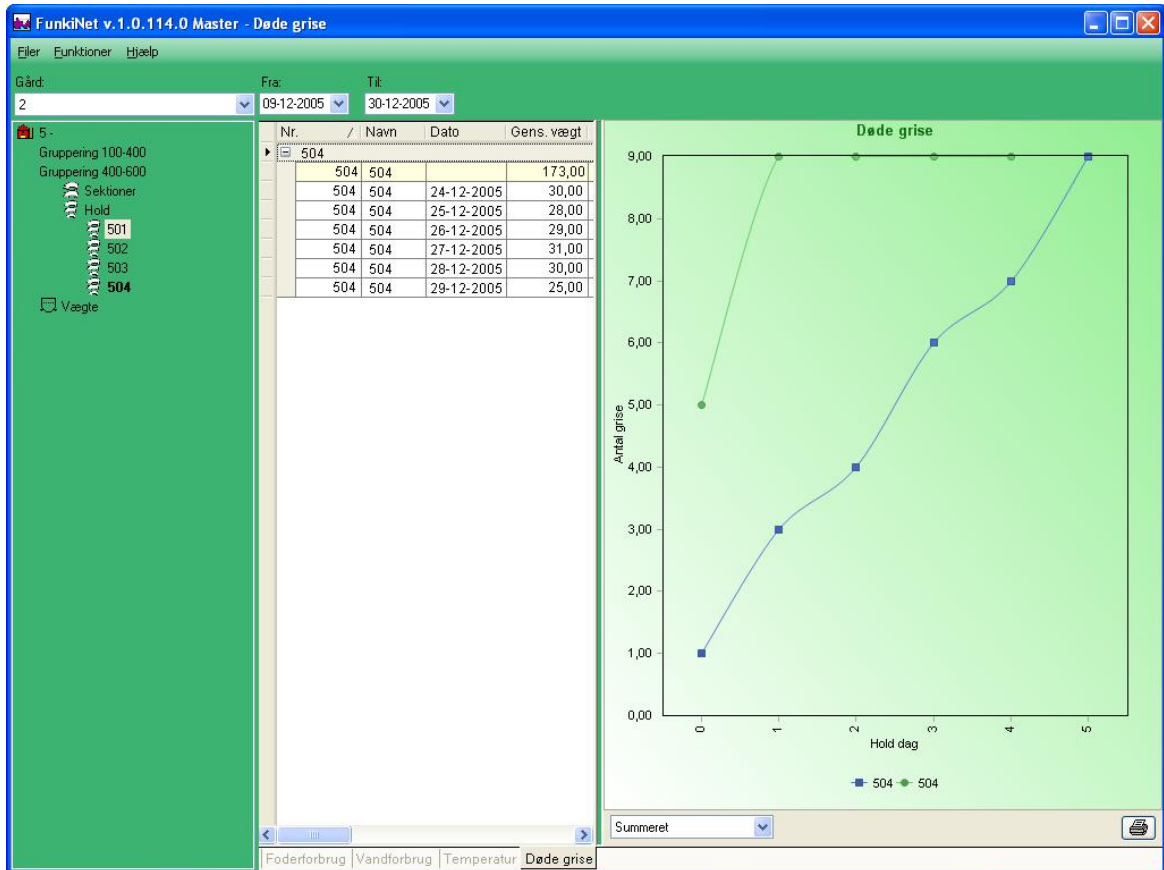 FunkiNet v.1.0.114.0 Master - Døde grise
Filer Funktioner Hjælp
Gård: Fra: Til:
2 09-12-2005 30-12-2005
5 -
Gruppering 100-400
Gruppering 400-600
Sektioner
Hold
501
502
503
504
Vægte
Nr. / Navn Dato Gens. vægt
504
504 504 173,00
504 504 24-12-2005 30,00
504 504 25-12-2005 28,00
504 504 26-12-2005 29,00
504 504 27-12-2005 31,00
504 504 28-12-2005 30,00
504 504 29-12-2005 25,00
Foderforbrug Vandforbrug Temperatur Døde grise
Døde grise
9,00
8,00
7,00
6,00
5,00
4,00
3,00
2,00
1,00
0,00
Antal grise
0 1 2 3 4 5
Hold dag
504 504
Summeret